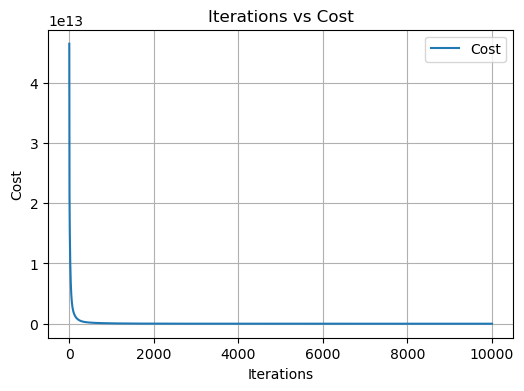 Iterations vs Cost
1e13
Cost
4
3
2
1
0
Cost
0 2000 4000 6000 8000 10000
Iterations